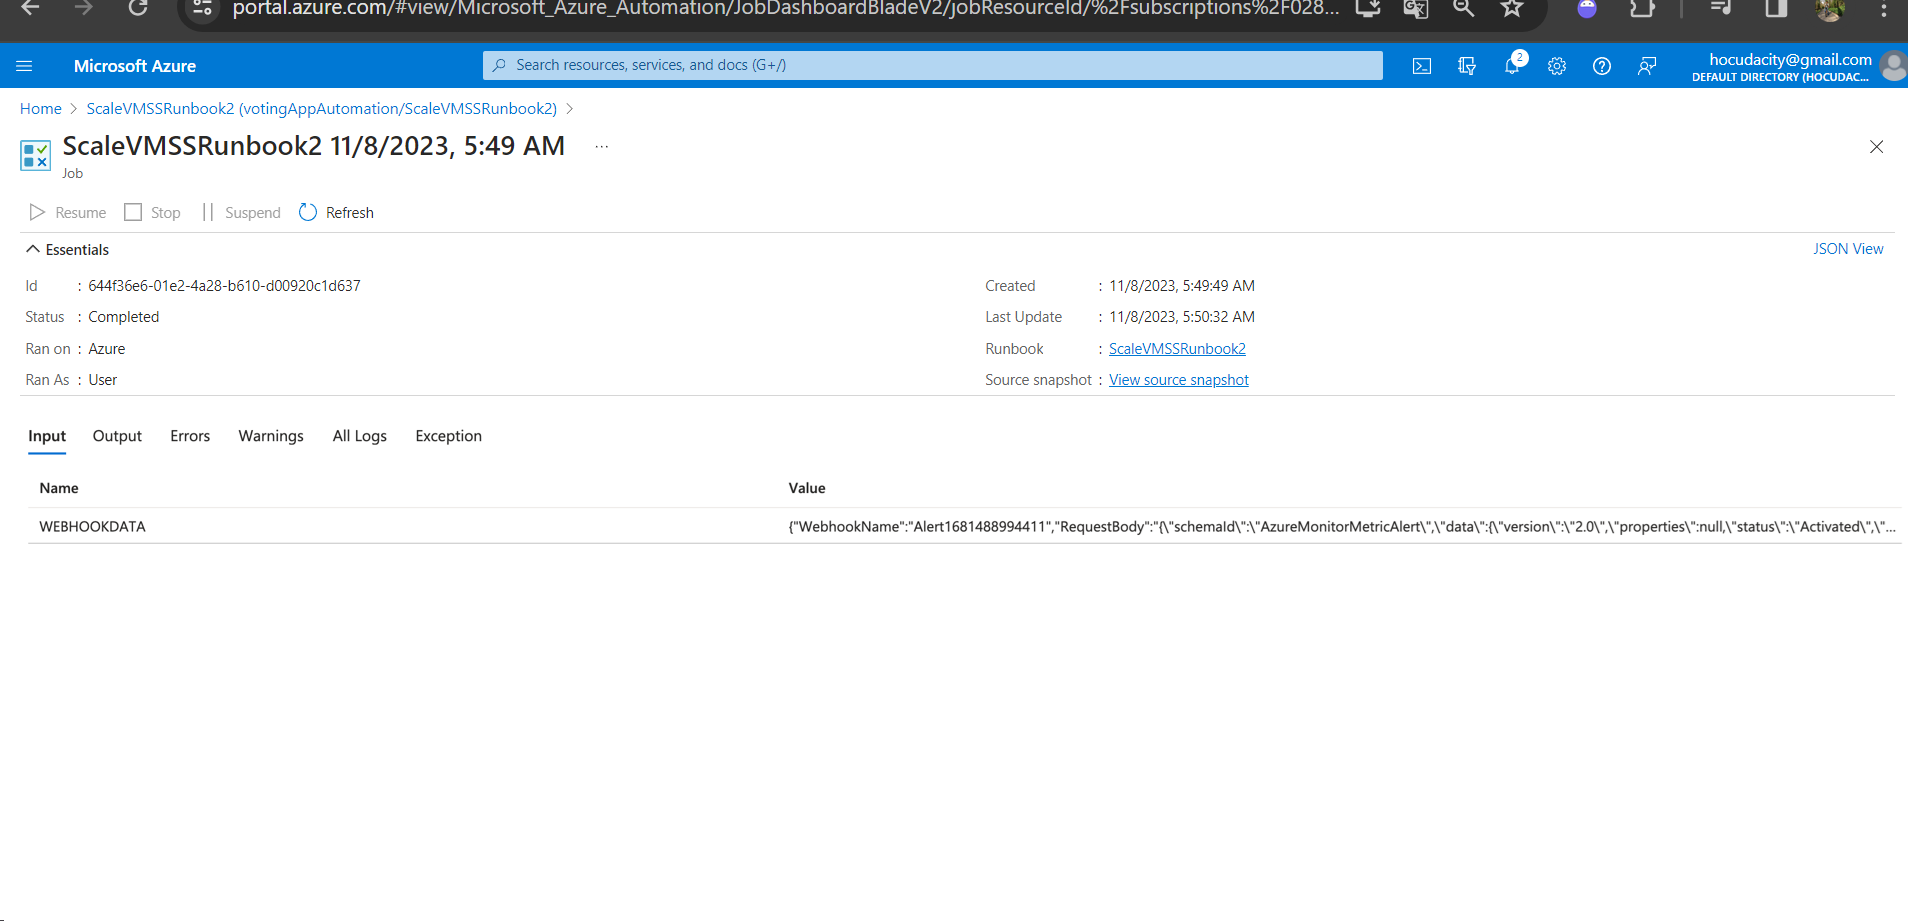 portal.azure.com/#view/Microsoft_Azure_Automation/JobDashboardBladeV2/jobResourceId/%2Fsubscriptions%2F028...
Microsoft Azure
Search resources, services, and docs (G+/)
2
hocudacity@gmail.com
DEFAULT DIRECTORY (HOCUDAC...
Home > ScaleVMSSRunbook2 (votingAppAutomation/ScaleVMSSRunbook2) >
ScaleVMSSRunbook2 11/8/2023, 5:49 AM ...
Job
Resume Stop Suspend Refresh
Essentials
JSON View
Id : 644f36e6-01e2-4a28-b610-d00920c1d637
Status : Completed
Ran on : Azure
Ran As : User
Created : 11/8/2023, 5:49:49 AM
Last Update : 11/8/2023, 5:50:32 AM
Runbook : ScaleVMSSRunbook2
Source snapshot : View source snapshot
Input Output Errors Warnings All Logs Exception
Name Value
WEBHOOKDATA {"WebhookName":"Alert1681488994411","RequestBody":"{\"schemaId\":\"AzureMonitorMetricAlert\",\"data\":{\"version\":\"2.0\",\"properties\":null,\"status\":\"Activated\",\"...